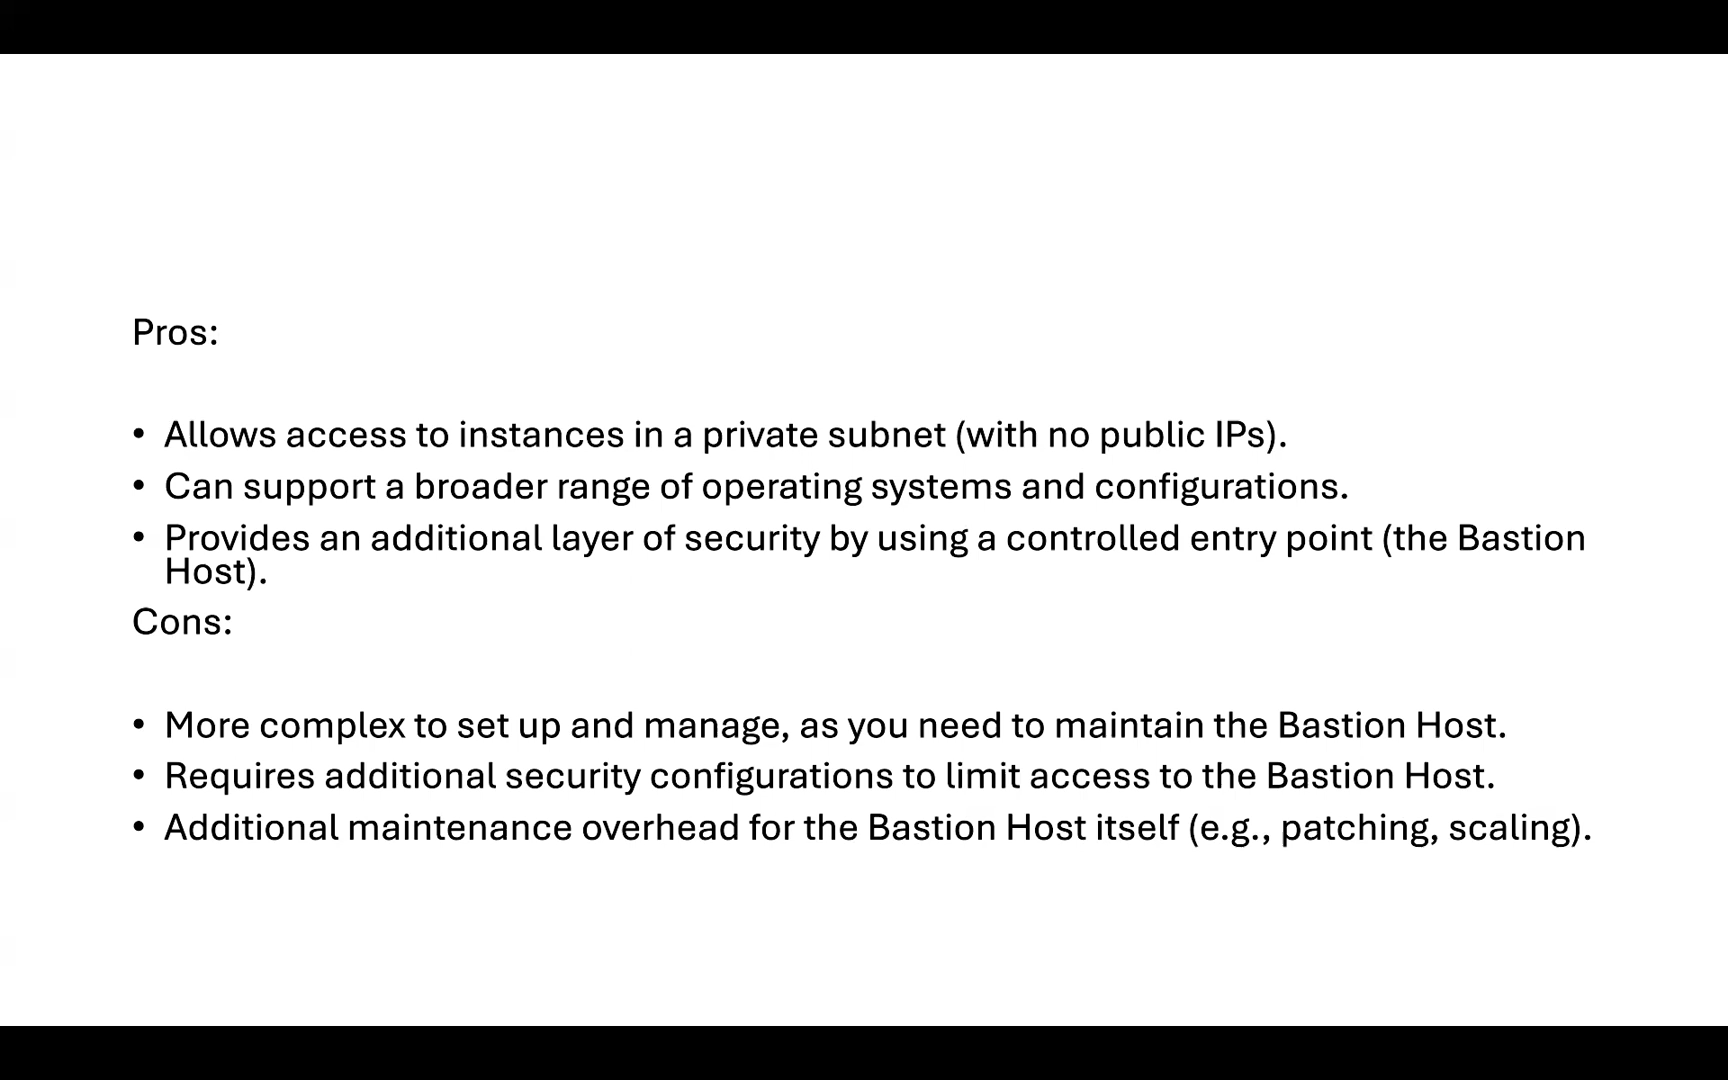 Pros:
• Allows access to instances in a private subnet (with no public IPs).
• Can support a broader range of operating systems and configurations.
• Provides an additional layer of security by using a controlled entry point (the Bastion
Host).
Cons:
• More complex to set up and manage, as you need to maintain the Bastion Host.
• Requires additional security configurations to limit access to the Bastion Host.
• Additional maintenance overhead for the Bastion Host itself (e.g., patching, scaling).